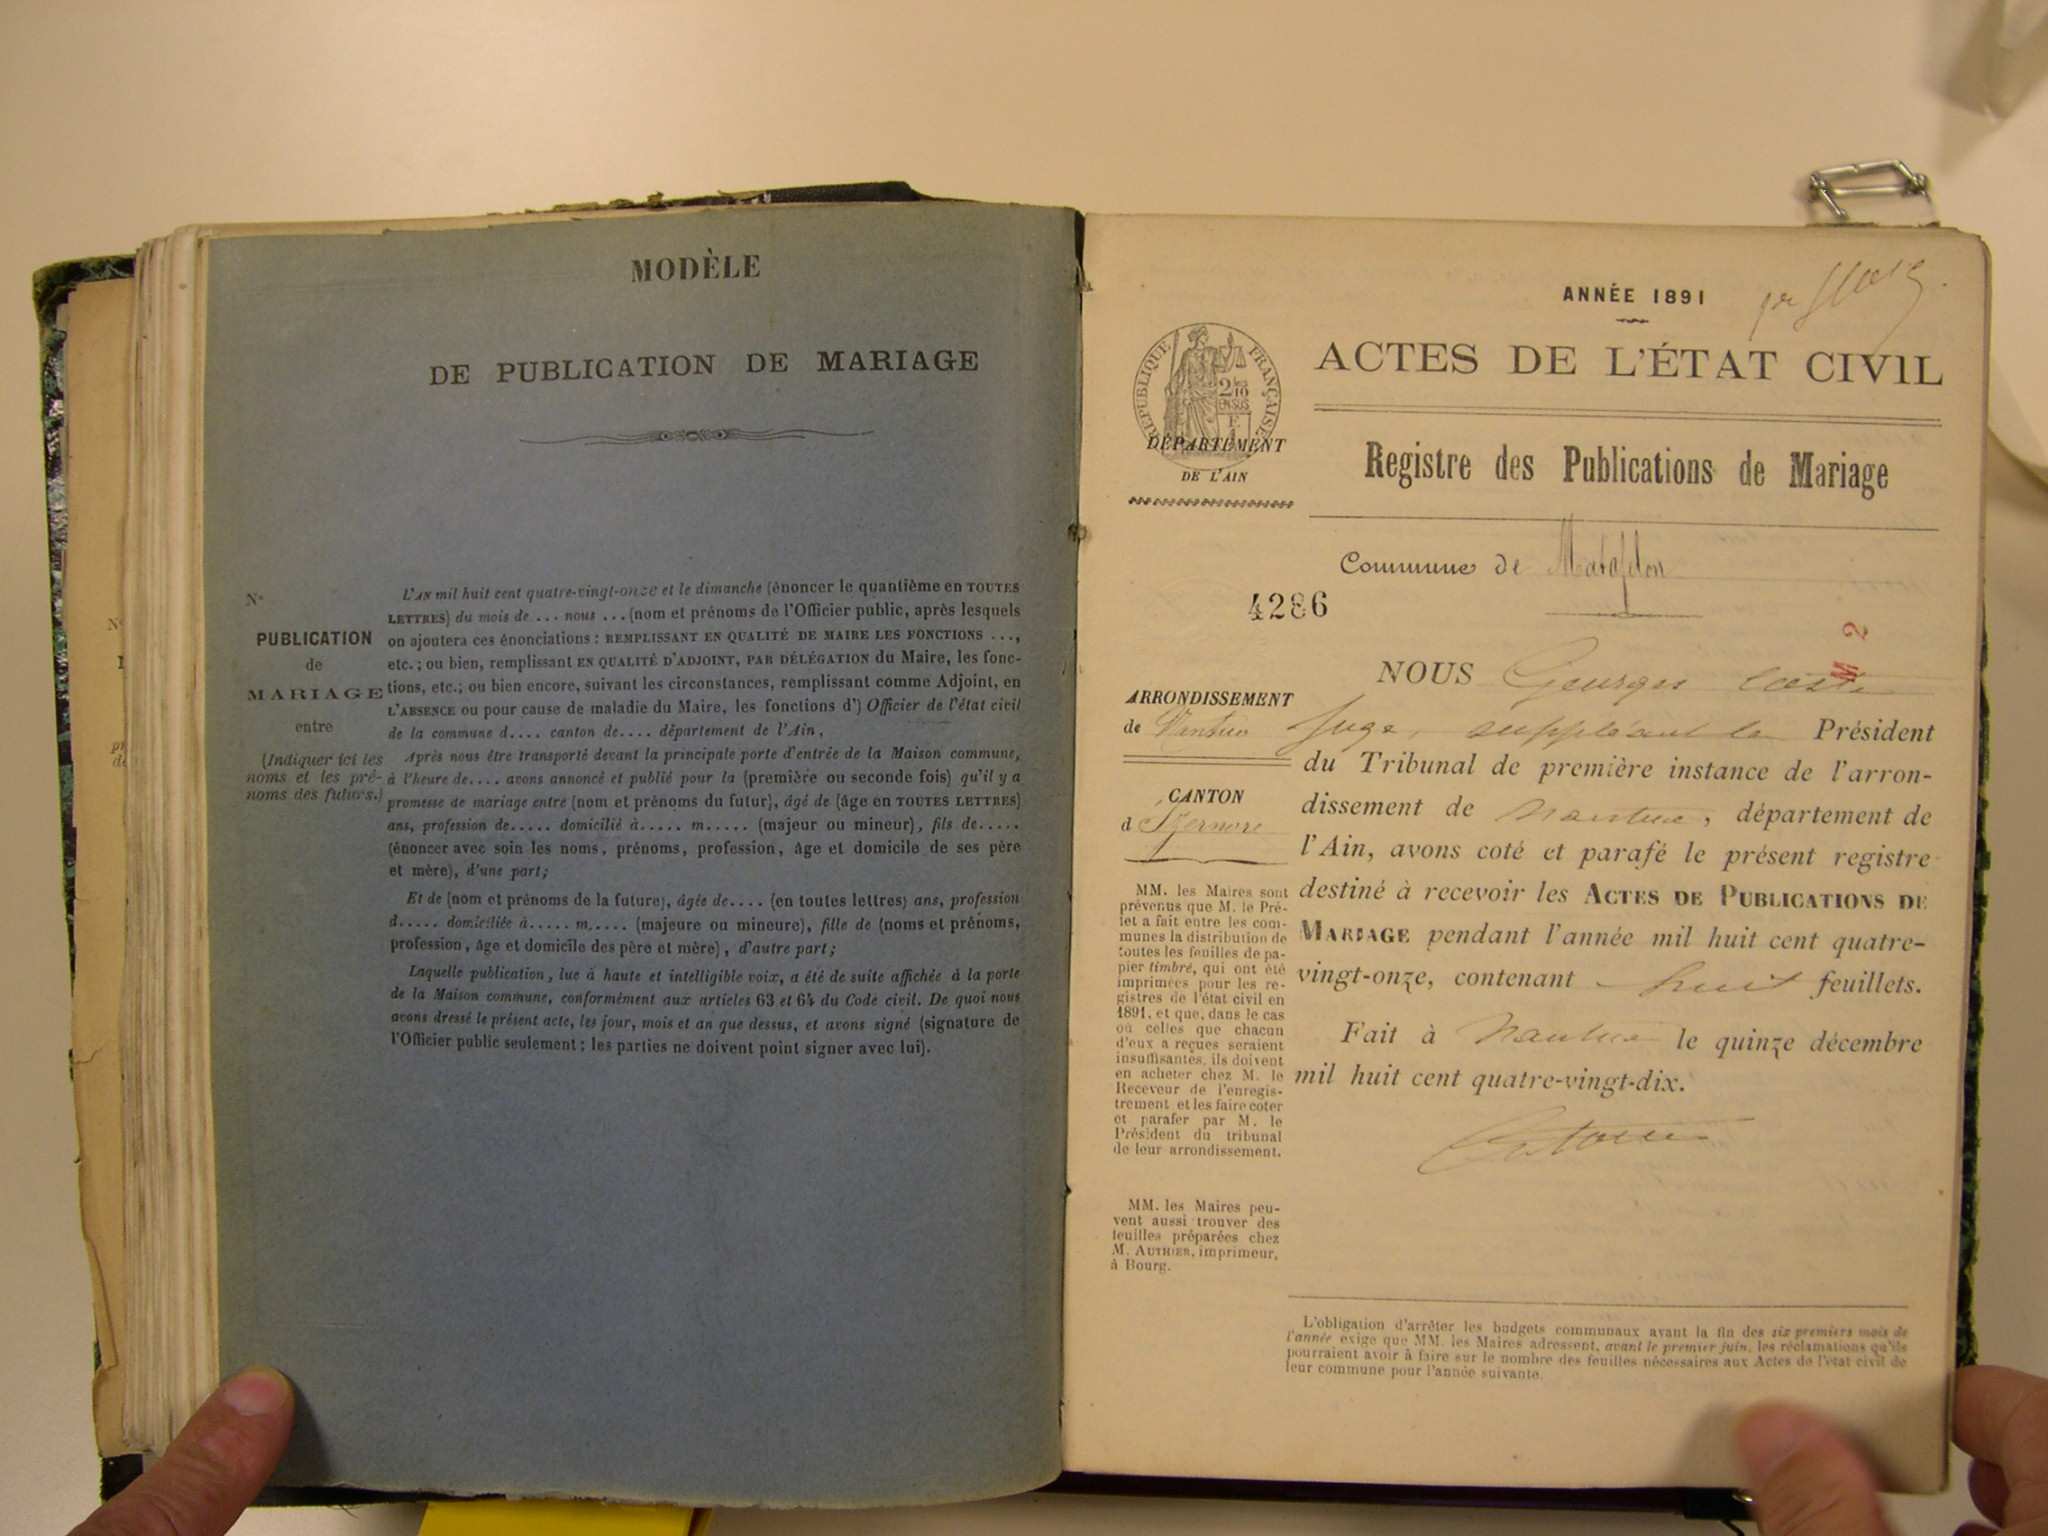 MODÈLE
DE PUBLICATION DE MARIAGE
N°
PUBLICATION
de
MARIAGE
entre
(Indiquer ici les
noms et les pré-
noms des futurs.)
L'AN mil huit cent quatre-vingt-onze et le dimanche (énoncer le quantième en TOUTES
LETTRES) du mois de ... nous ... (nom et prénoms de l'Officier public, après lesquels
on ajoutera ces énonciations : REMPLISSANT EN QUALITÉ DE MAIRE LES FONCTIONS ...,
etc. ; ou bien, remplissant EN QUALITÉ D'ADJOINT, PAR DÉLÉGATION du Maire, les fonc-
tions, etc.; ou bien encore, suivant les circonstances, remplissant comme Adjoint, en
L'ABSENCE ou pour cause de maladie du Maire, les fonctions d') Officier de l'état civil
de la commune d.... canton de.... département de l'Ain,
Après nous être transporté devant la principale porte d'entrée de la Maison commune,
à l'heure de.... avons annoncé et publié pour la (première ou seconde fois) qu'il y a
promesse de mariage entre (nom et prénoms du futur), âgé de (âge en TOUTES LETTRES)
ans, profession de..... domicilié à..... m..... (majeur ou mineur), fils de.....
(énoncer avec soin les noms, prénoms, profession, âge et domicile de ses père
et mère), d'une part;
Et de (nom et prénoms de la future), âgée de.... (en toutes lettres) ans, profession
d..... domiciliée à..... m..... (majeure ou mineure), fille de (noms et prénoms,
profession, âge et domicile des père et mère), d'autre part;
Laquelle publication, lue à haute et intelligible voix, a été de suite affichée à la porte
de la Maison commune, conformément aux articles 63 et 64 du Code civil. De quoi nous
avons dressé le présent acte, les jour, mois et an que dessus, et avons signé (signature de
l'Officier public seulement; les parties ne doivent point signer avec lui).
ANNÉE 1891
RÉPUBLIQUE FRANÇAISE
2/10
EN SUS
ACTES DE L'ÉTAT CIVIL
DÉPARTEMENT
DE L'AIN
Registre des Publications de Mariage
Commune de Matafelon
4286
M 2
ARRONDISSEMENT
de Nantua
CANTON
d'Izernore
MM. les Maires sont
prévenus que M. le Pré-
fet a fait entre les com-
munes la distribution de
toutes les feuilles de pa-
pier timbré, qui ont été
imprimées pour les re-
gistres de l'état civil en
1891, et que, dans le cas
où celles que chacun
d'eux a reçues seraient
insuffisantes, ils doivent
en acheter chez M. le
Receveur de l'enregis-
trement et les faire coter
et parafer par M. le
Président du tribunal
de leur arrondissement.
MM. les Maires peu-
vent aussi trouver des
feuilles préparées chez
M. AUTHIER, imprimeur,
à Bourg.
NOUS Georges
Juge, suppléant le Président
du Tribunal de première instance de l'arron-
dissement de Nantua, département de
l'Ain, avons coté et parafé le présent registre
destiné à recevoir les ACTES DE PUBLICATIONS DE
MARIAGE pendant l'année mil huit cent quatre-
vingt-onze, contenant huit feuillets.
Fait à Nantua le quinze décembre
mil huit cent quatre-vingt-dix.
L'obligation d'arrêter les budgets communaux avant la fin des six premiers mois de
l'année exige que MM. les Maires adressent, avant le premier juin, les réclamations qu'ils
pourraient avoir à faire sur le nombre des feuilles nécessaires aux Actes de l'état civil de
leur commune pour l'année suivante.